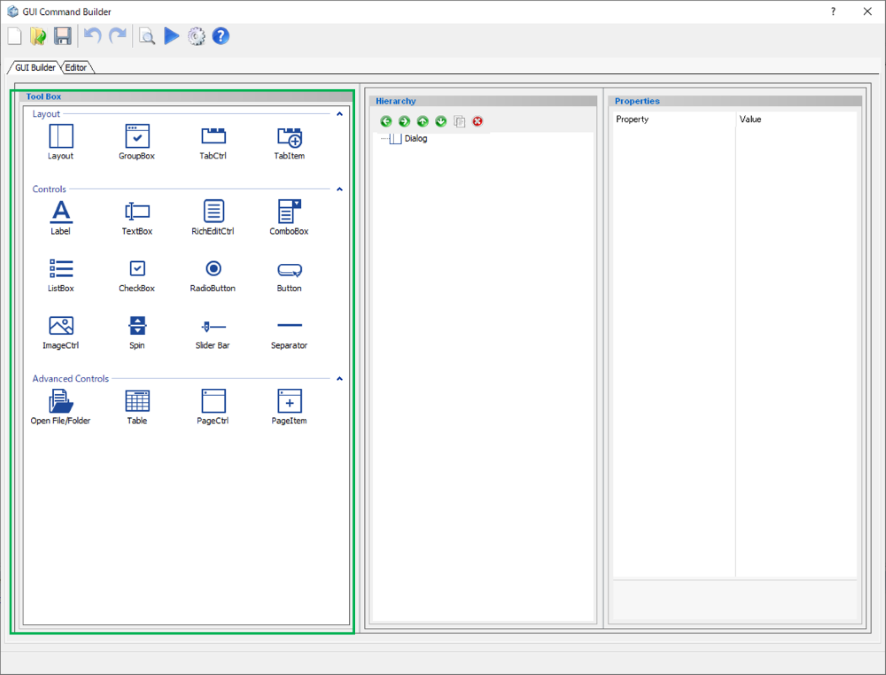 GUI Command Builder
?
GUI Builder
Editor
Tool Box
Layout
Layout
GroupBox
TabCtrl
TabItem
Controls
Label
TextBox
RichEditCtrl
ComboBox
ListBox
CheckBox
RadioButton
Button
ImageCtrl
Spin
Slider Bar
Separator
Advanced Controls
Open File/Folder
Table
PageCtrl
PageItem
Hierarchy
Dialog
Properties
Property
Value